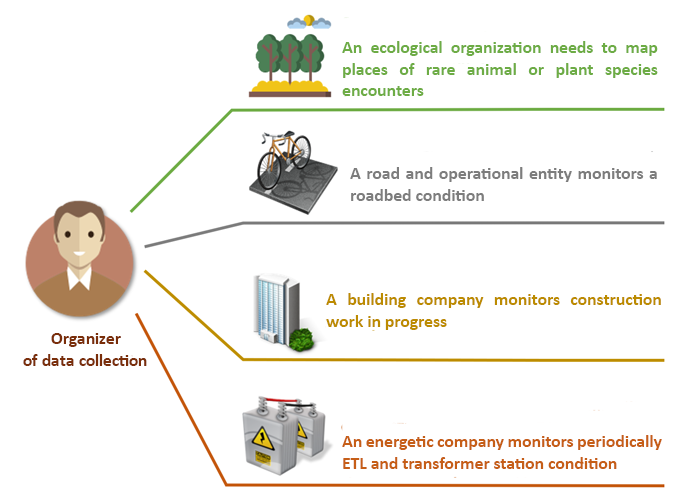 An ecological organization needs to map
places of rare animal or plant species
encounters
A road and operational entity monitors a
roadbed condition
Organizer
of data collection
A building company monitors construction
work in progress
An energetic company monitors periodically
ETL and transformer station condition